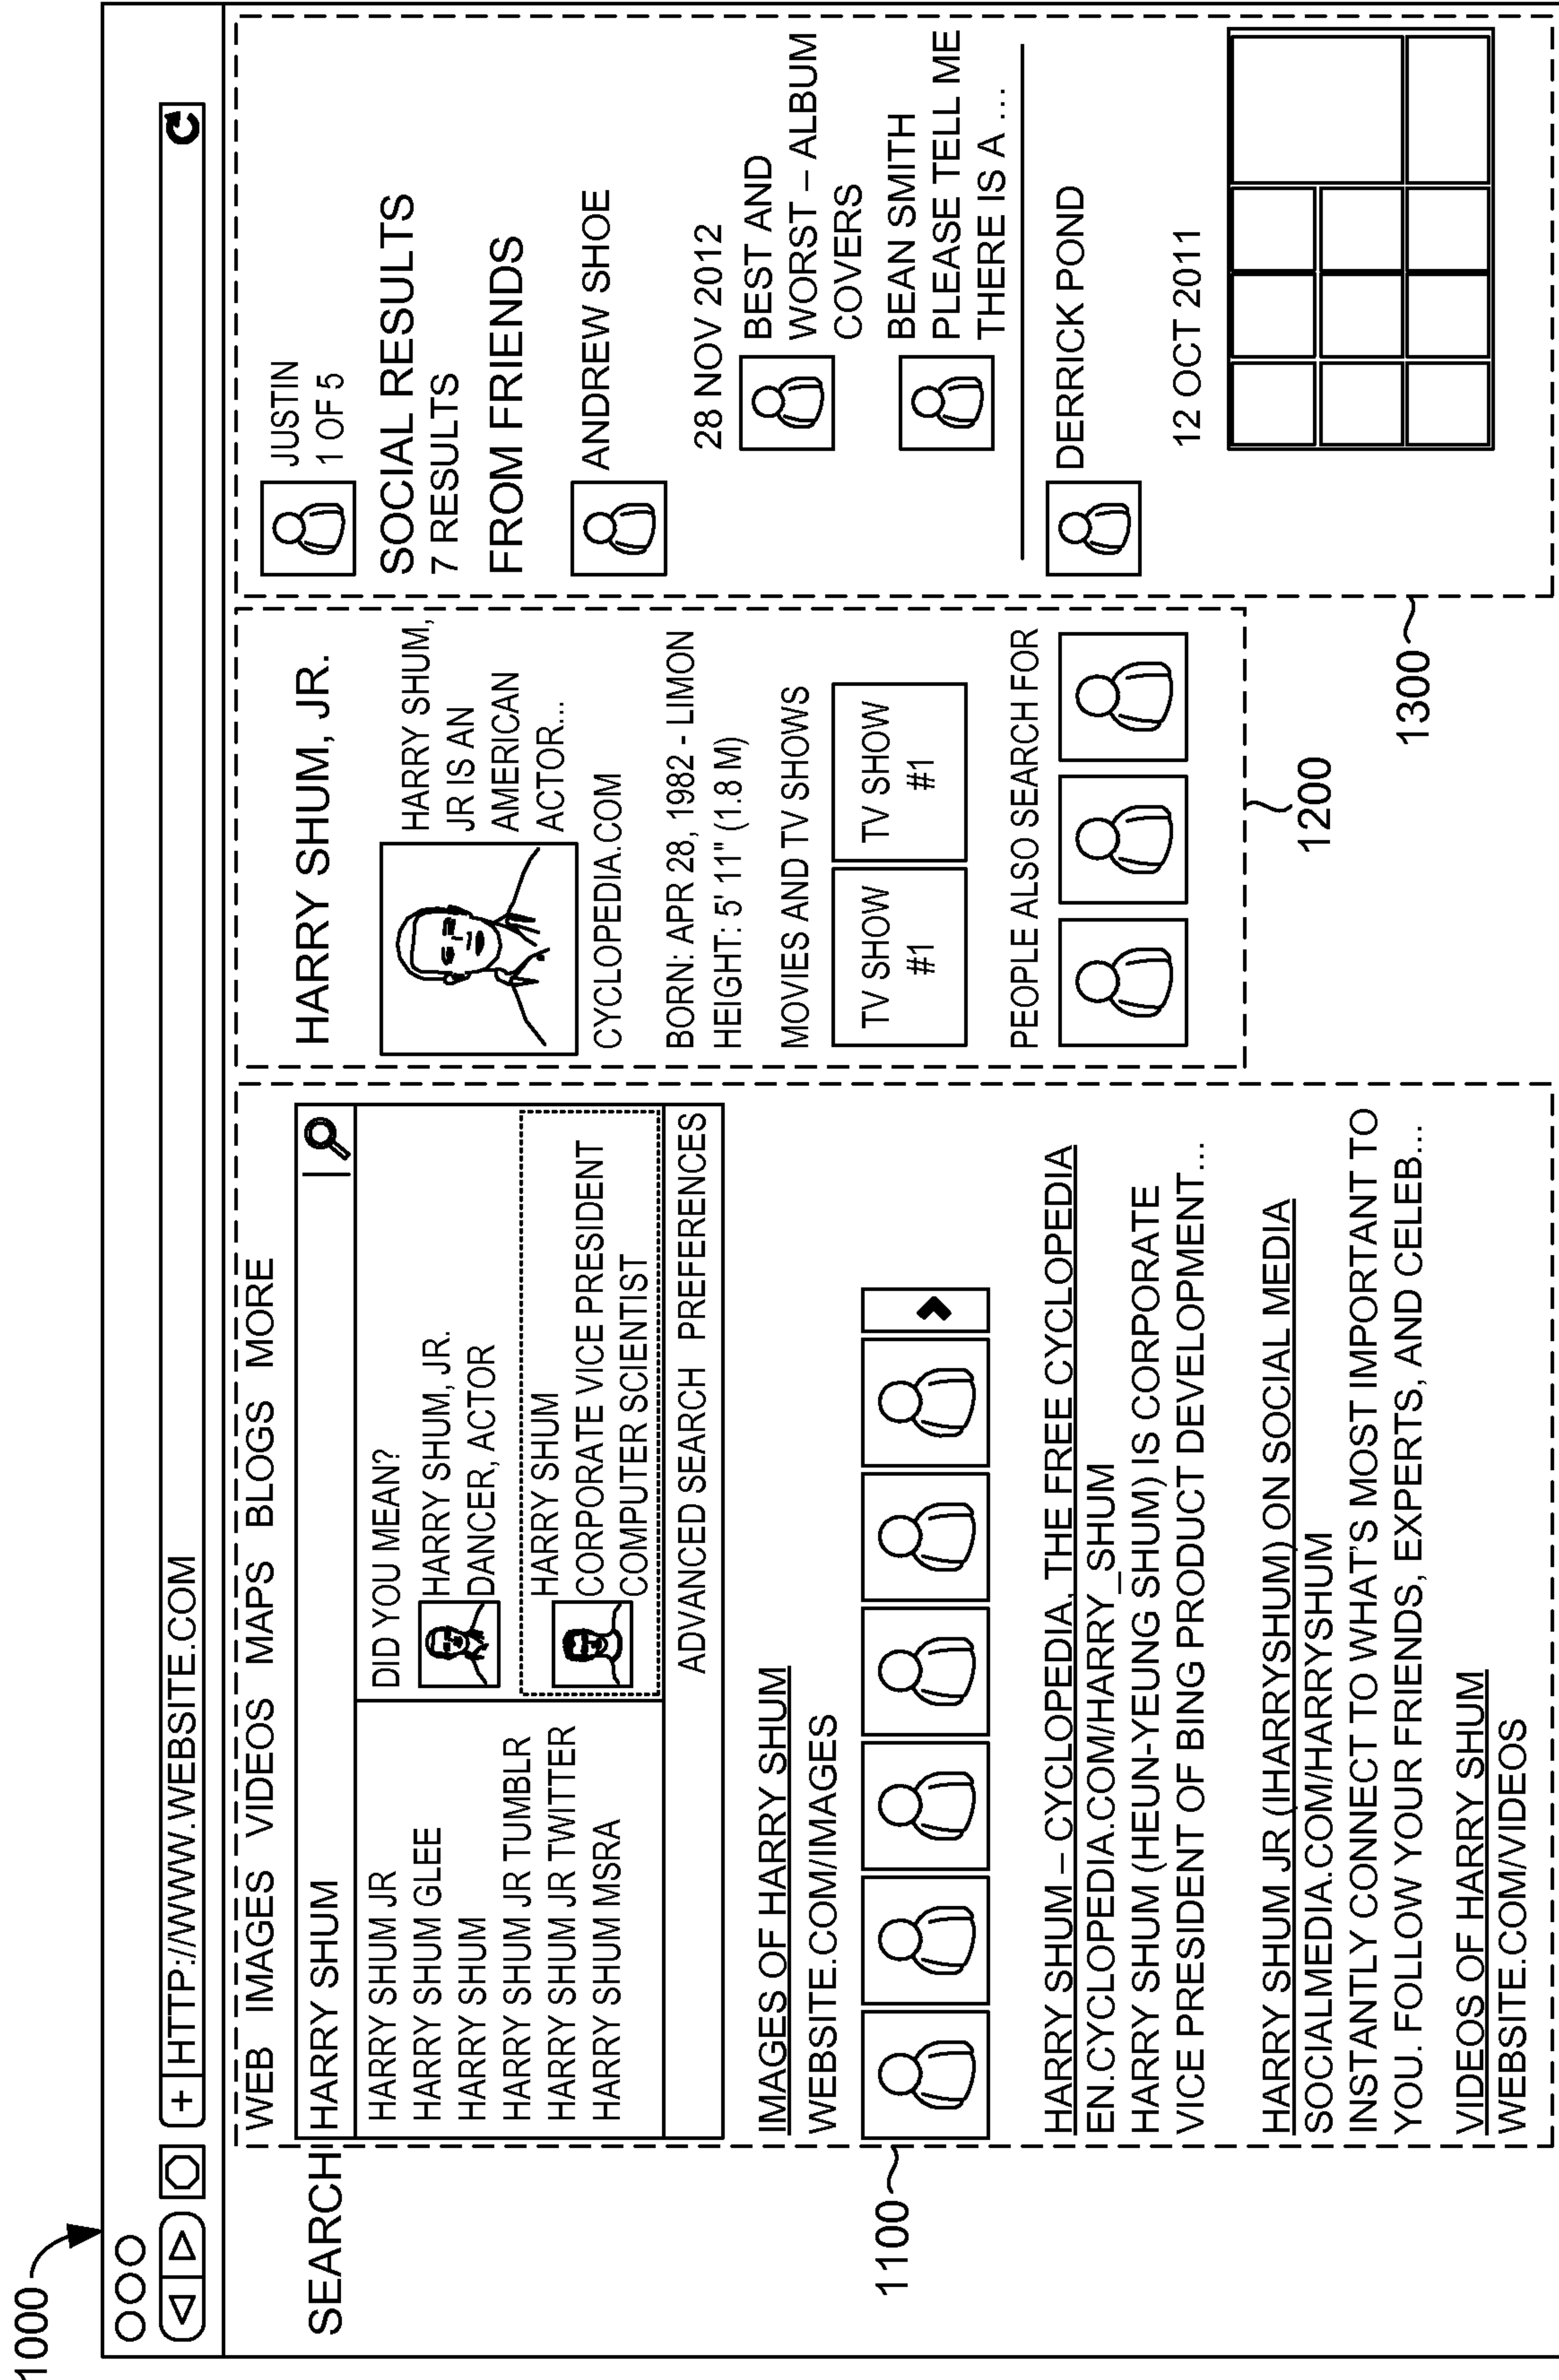 1000
+ HTTP://WWW.WEBSITE.COM
WEB IMAGES VIDEOS MAPS BLOGS MORE
SEARCH HARRY SHUM
HARRY SHUM JR
HARRY SHUM GLEE
HARRY SHUM
HARRY SHUM JR TUMBLR
HARRY SHUM JR TWITTER
HARRY SHUM MSRA
DID YOU MEAN?
HARRY SHUM, JR.
DANCER, ACTOR
HARRY SHUM
CORPORATE VICE PRESIDENT
COMPUTER SCIENTIST
ADVANCED SEARCH PREFERENCES
IMAGES OF HARRY SHUM
WEBSITE.COM/IMAGES
1100
HARRY SHUM – CYCLOPEDIA, THE FREE CYCLOPEDIA
EN.CYCLOPEDIA.COM/HARRY_SHUM
HARRY SHUM (HEUN-YEUNG SHUM) IS CORPORATE
VICE PRESIDENT OF BING PRODUCT DEVELOPMENT...
HARRY SHUM JR (IHARRYSHUM) ON SOCIAL MEDIA
SOCIALMEDIA.COM/HARRYSHUM
INSTANTLY CONNECT TO WHAT'S MOST IMPORTANT TO
YOU. FOLLOW YOUR FRIENDS, EXPERTS, AND CELEB...
VIDEOS OF HARRY SHUM
WEBSITE.COM/VIDEOS
HARRY SHUM, JR.
HARRY SHUM,
JR IS AN
AMERICAN
ACTOR...
CYCLOPEDIA.COM
BORN: APR 28, 1982 - LIMON
HEIGHT: 5' 11" (1.8 M)
MOVIES AND TV SHOWS
TV SHOW
#1
TV SHOW
#1
PEOPLE ALSO SEARCH FOR
1200
JUSTIN
1 OF 5
SOCIAL RESULTS
7 RESULTS
FROM FRIENDS
ANDREW SHOE
28 NOV 2012
BEST AND
WORST – ALBUM
COVERS
BEAN SMITH
PLEASE TELL ME
THERE IS A ...
DERRICK POND
12 OCT 2011
1300